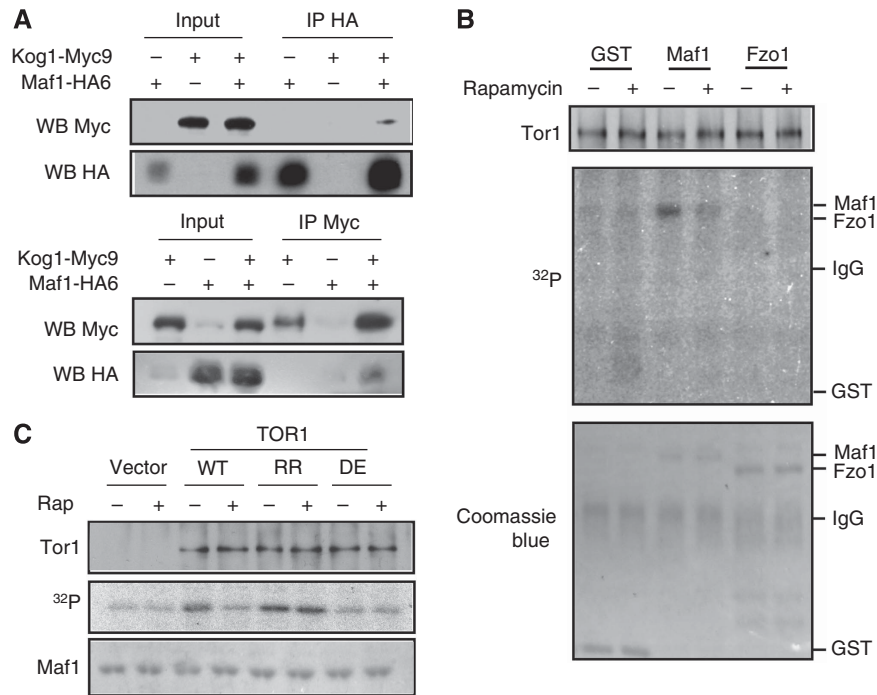 A
Input IP HA
Kog1-Myc9 – + + – + +
Maf1-HA6 + – + + – +
WB Myc
WB HA
Input IP Myc
Kog1-Myc9 + – + + – +
Maf1-HA6 – + + – + +
WB Myc
WB HA
B
GST Maf1 Fzo1
Rapamycin – + – + – +
Tor1
32P
Maf1
Fzo1
IgG
GST
Coomassie blue
Maf1
Fzo1
IgG
GST
C
TOR1
Vector WT RR DE
Rap – + – + – + – +
Tor1
32P
Maf1